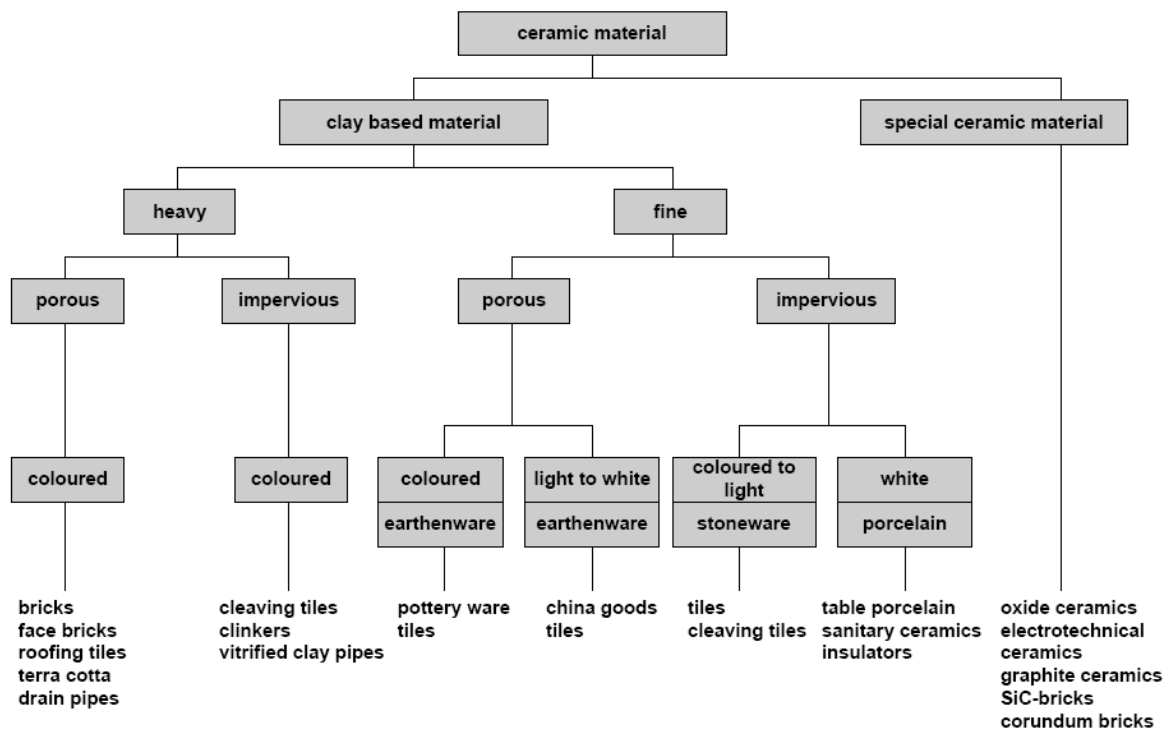 ceramic material
clay based material
special ceramic material
heavy
fine
porous
impervious
porous
impervious
coloured
coloured
coloured
earthenware
light to white
earthenware
coloured to
light
stoneware
white
porcelain
bricks
face bricks
roofing tiles
terra cotta
drain pipes
cleaving tiles
clinkers
vitrified clay pipes
pottery ware
tiles
china goods
tiles
tiles
cleaving tiles
table porcelain
sanitary ceramics
insulators
oxide ceramics
electrotechnical
ceramics
graphite ceramics
SiC-bricks
corundum bricks